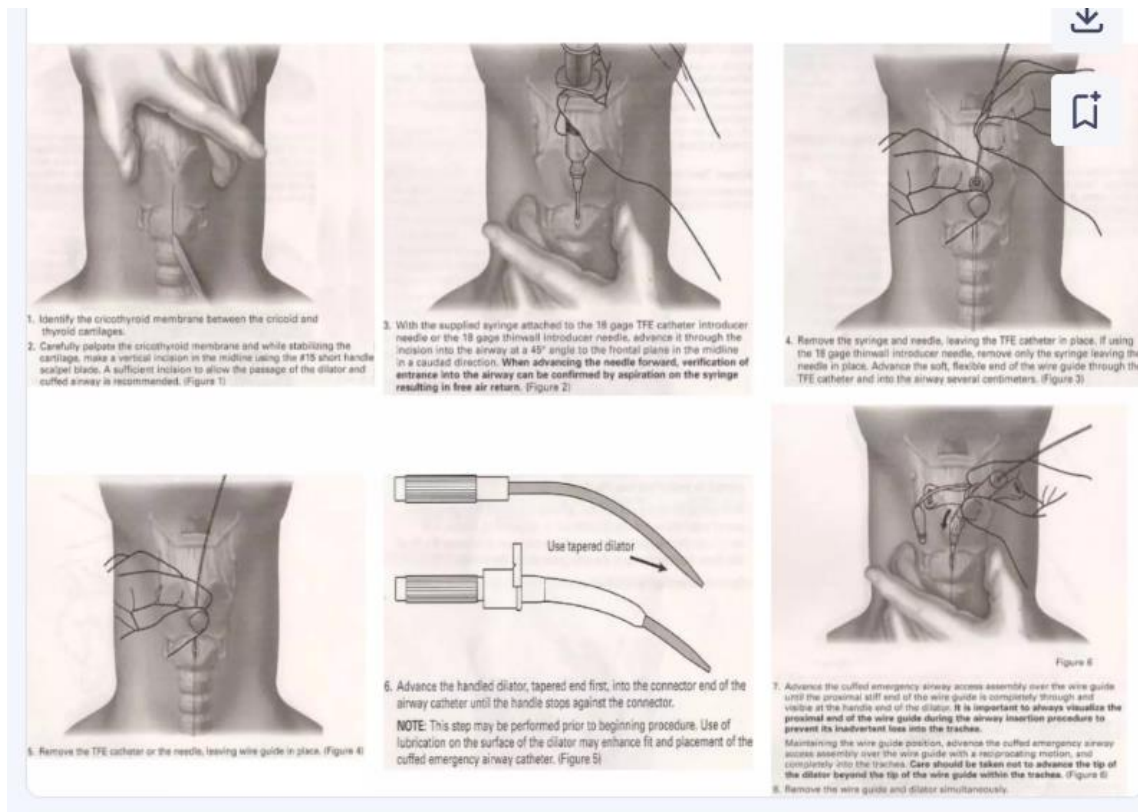 1. Identify the cricothyroid membrane between the cricoid and
thyroid cartilages.
2. Carefully palpate the cricothyroid membrane and while stabilizing the
cartilage, make a vertical incision in the midline using the #15 short handle
scalpel blade. A sufficient incision to allow the passage of the dilator and
cuffed airway is recommended. (Figure 1)
3. With the supplied syringe attached to the 18 gage TFE catheter introducer
needle or the 18 gage thinwall introducer needle, advance it through the
incision into the airway at a 45° angle to the frontal plane in the midline
in a caudad direction. When advancing the needle forward, verification of
entrance into the airway can be confirmed by aspiration on the syringe
resulting in free air return. (Figure 2)
4. Remove the syringe and needle, leaving the TFE catheter in place. If using
the 18 gage thinwall introducer needle, remove only the syringe leaving the
needle in place. Advance the soft, flexible end of the wire guide through the
TFE catheter and into the airway several centimeters. (Figure 3)
5. Remove the TFE catheter or the needle, leaving wire guide in place. (Figure 4)
Use tapered dilator
6. Advance the handled dilator, tapered end first, into the connector end of the
airway catheter until the handle stops against the connector.
NOTE: This step may be performed prior to beginning procedure. Use of
lubrication on the surface of the dilator may enhance fit and placement of the
cuffed emergency airway catheter. (Figure 5)
Figure 6
7. Advance the cuffed emergency airway access assembly over the wire guide
until the proximal stiff end of the wire guide is completely through and
visible at the handle end of the dilator. It is important to always visualize the
proximal end of the wire guide during the airway insertion procedure to
prevent its inadvertent loss into the trachea.
Maintaining the wire guide position, advance the cuffed emergency airway
access assembly over the wire guide with a reciprocating motion, and
completely into the trachea. Care should be taken not to advance the tip of
the dilator beyond the tip of the wire guide within the trachea. (Figure 6)
8. Remove the wire guide and dilator simultaneously.